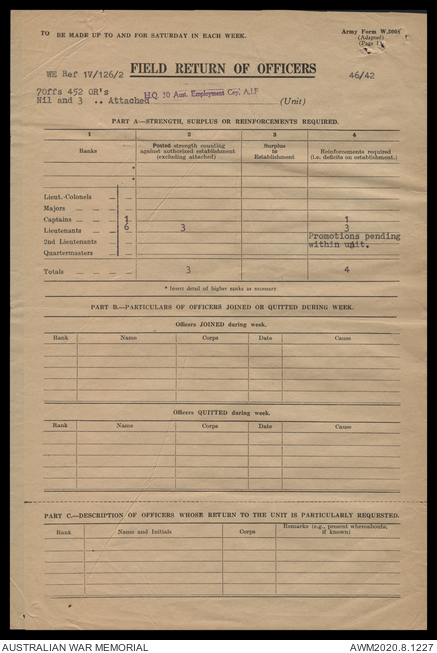 TO BE MADE UP TO AND FOR SATURDAY IN EACH WEEK.
Army Form W.3008
(Adapted)
(Page 1)
WE Ref 17/126/2 FIELD RETURN OF OFFICERS 46/42
7Offs 452 OR's H.Q. 20 Aust. Employment Coy. A.I.F
Nil and 3 .. Attached (Unit)
PART A—STRENGTH, SURPLUS OR REINFORCEMENTS REQUIRED.
1 2 3 4
Ranks Posted strength counting against authorized establishment (excluding attached) Surplus to Establishment Reinforcements required (i.e. deficits on establishment.)
*
*
Lieut.-Colonels
Majors
Captains 1 1
Lieutenants 6 3 3
2nd Lieutenants Promotions pending
Quartermasters within unit.
Totals 3 4
* Insert detail of higher ranks as necessary
PART B.—PARTICULARS OF OFFICERS JOINED OR QUITTED DURING WEEK.
Officers JOINED during week.
Rank Name Corps Date Cause
Officers QUITTED during week.
Rank Name Corps Date Cause
PART C.—DESCRIPTION OF OFFICERS WHOSE RETURN TO THE UNIT IS PARTICULARLY REQUESTED.
Rank Name and Initials Corps Remarks (e.g., present whereabouts, if known)
AUSTRALIAN WAR MEMORIAL AWM2020.8.1227